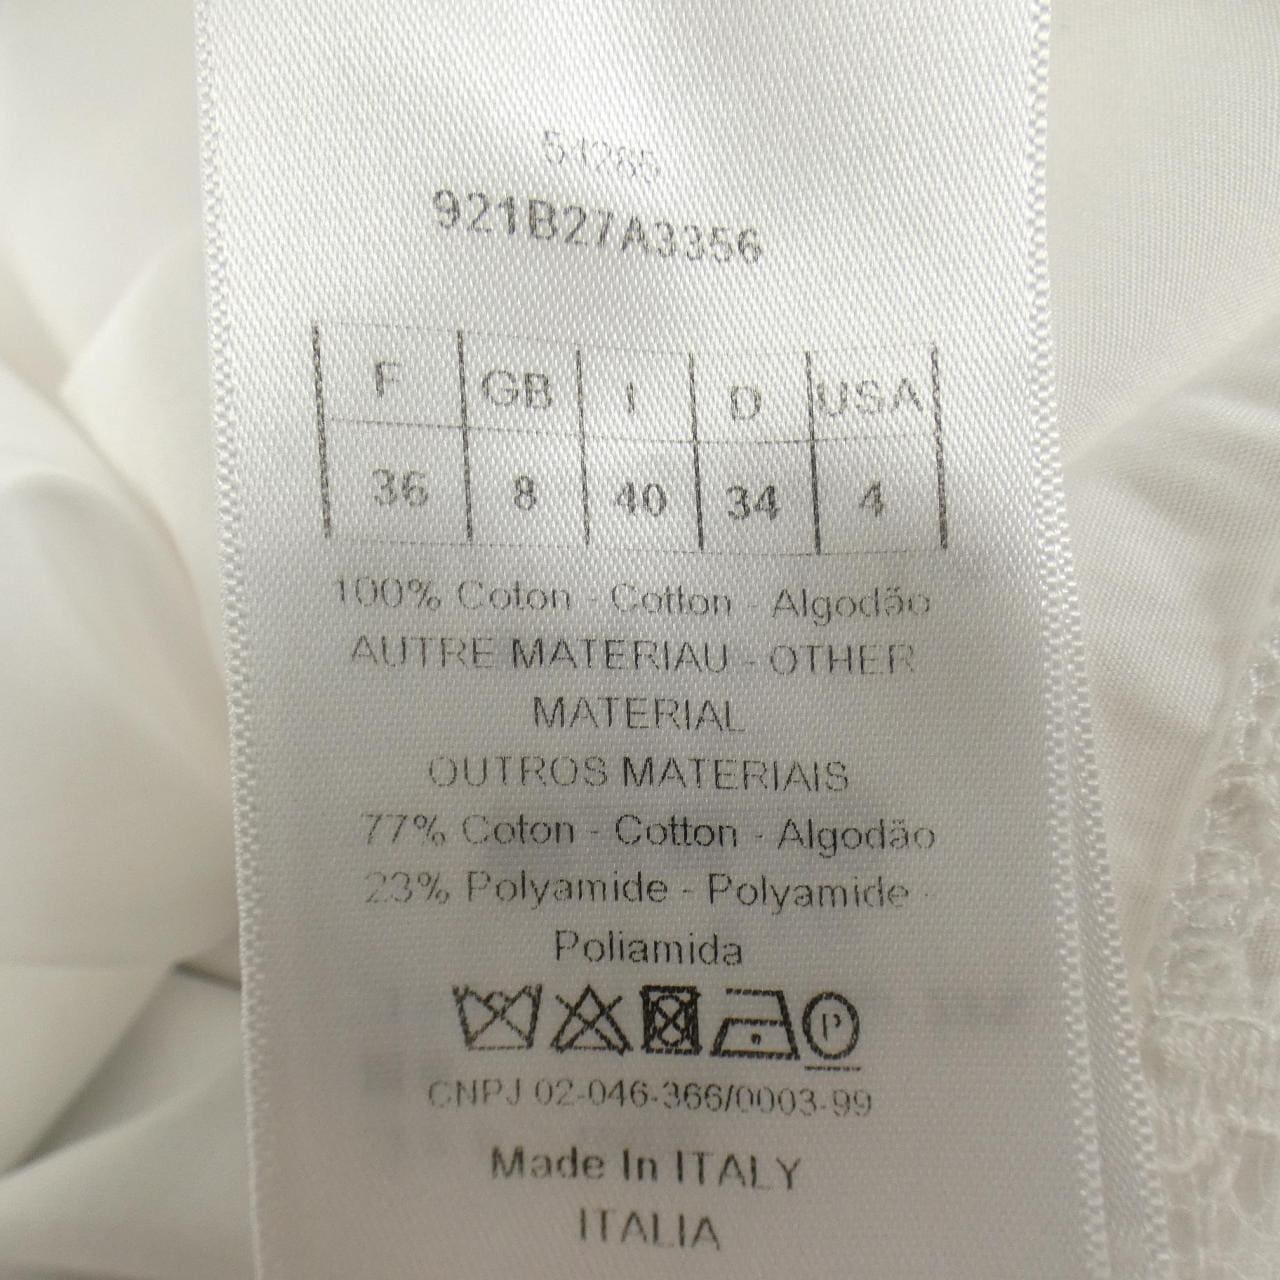 54285
921B27A3356
F GB I D USA
36 8 40 34 4
100% Coton - Cotton - Algodão
AUTRE MATERIAU - OTHER
MATERIAL
OUTROS MATERIAIS
77% Coton - Cotton - Algodão
23% Polyamide - Polyamide -
Poliamida
P
CNPJ 02-046-366/0003-99
Made In ITALY
ITALIA